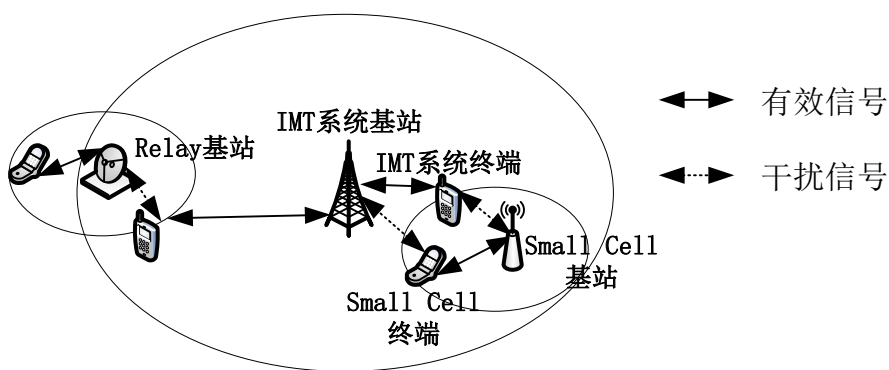 IMT系统基站
有效信号
Relay基站
IMT系统终端
干扰信号
Small Cell
基站
Small Cell
终端